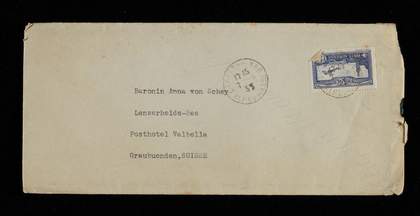 Baronin Anna von Schey
Lenzerheide-See
Posthotel Valbella
Graubuenden,SUISSE